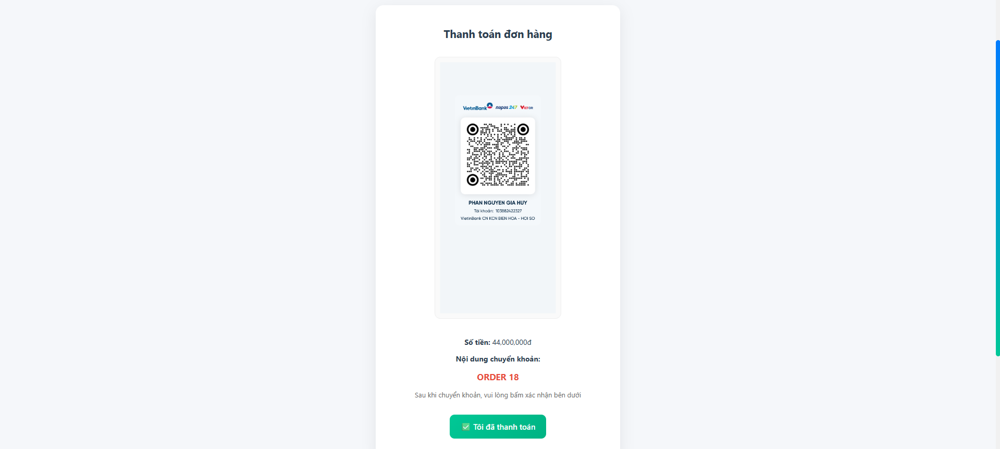 Thanh toán đơn hàng
VietinBank napas 247 VIETQR
PHAN NGUYEN GIA HUY
Tài khoản: 103882422327
VietinBank CN KCN BIEN HOA - HOI SO
Số tiền: 44,000,000đ
Nội dung chuyển khoản:
ORDER 18
Sau khi chuyển khoản, vui lòng bấm xác nhận bên dưới
✅ Tôi đã thanh toán